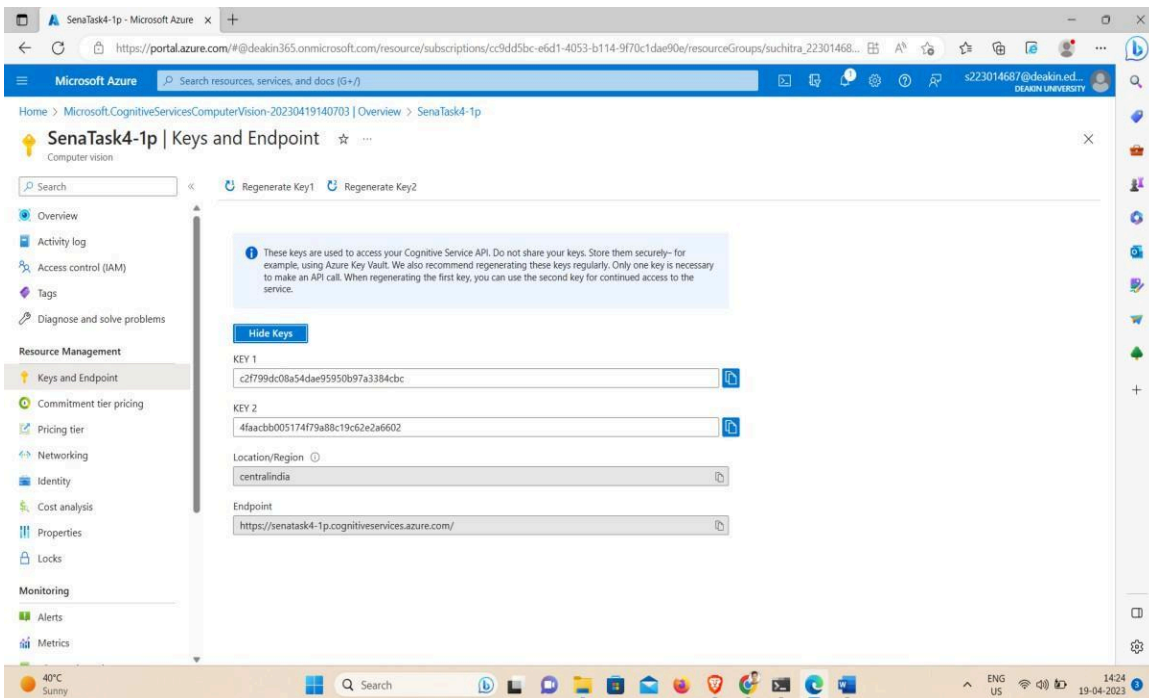 SenaTask4-1p - Microsoft Azure
https://portal.azure.com/#@deakin365.onmicrosoft.com/resource/subscriptions/cc9dd5bc-e6d1-4053-b114-9f70c1dae90e/resourceGroups/suchitra_22301468...
Microsoft Azure
Search resources, services, and docs (G+/)
1
s223014687@deakin.ed...
DEAKIN UNIVERSITY
Home > Microsoft.CognitiveServicesComputerVision-20230419140703 | Overview > SenaTask4-1p
SenaTask4-1p | Keys and Endpoint
Computer vision
Search
Regenerate Key1 Regenerate Key2
Overview
Activity log
Access control (IAM)
Tags
Diagnose and solve problems
Resource Management
Keys and Endpoint
Commitment tier pricing
Pricing tier
Networking
Identity
Cost analysis
Properties
Locks
Monitoring
Alerts
Metrics
These keys are used to access your Cognitive Service API. Do not share your keys. Store them securely– for
example, using Azure Key Vault. We also recommend regenerating these keys regularly. Only one key is necessary
to make an API call. When regenerating the first key, you can use the second key for continued access to the
service.
Hide Keys
KEY 1
c2f799dc08a54dae95950b97a3384cbc
KEY 2
4faacbb005174f79a88c19c62e2a6602
Location/Region
centralindia
Endpoint
https://senatask4-1p.cognitiveservices.azure.com/
40°C
Sunny
Search
ENG
US
14:24
19-04-2023
3